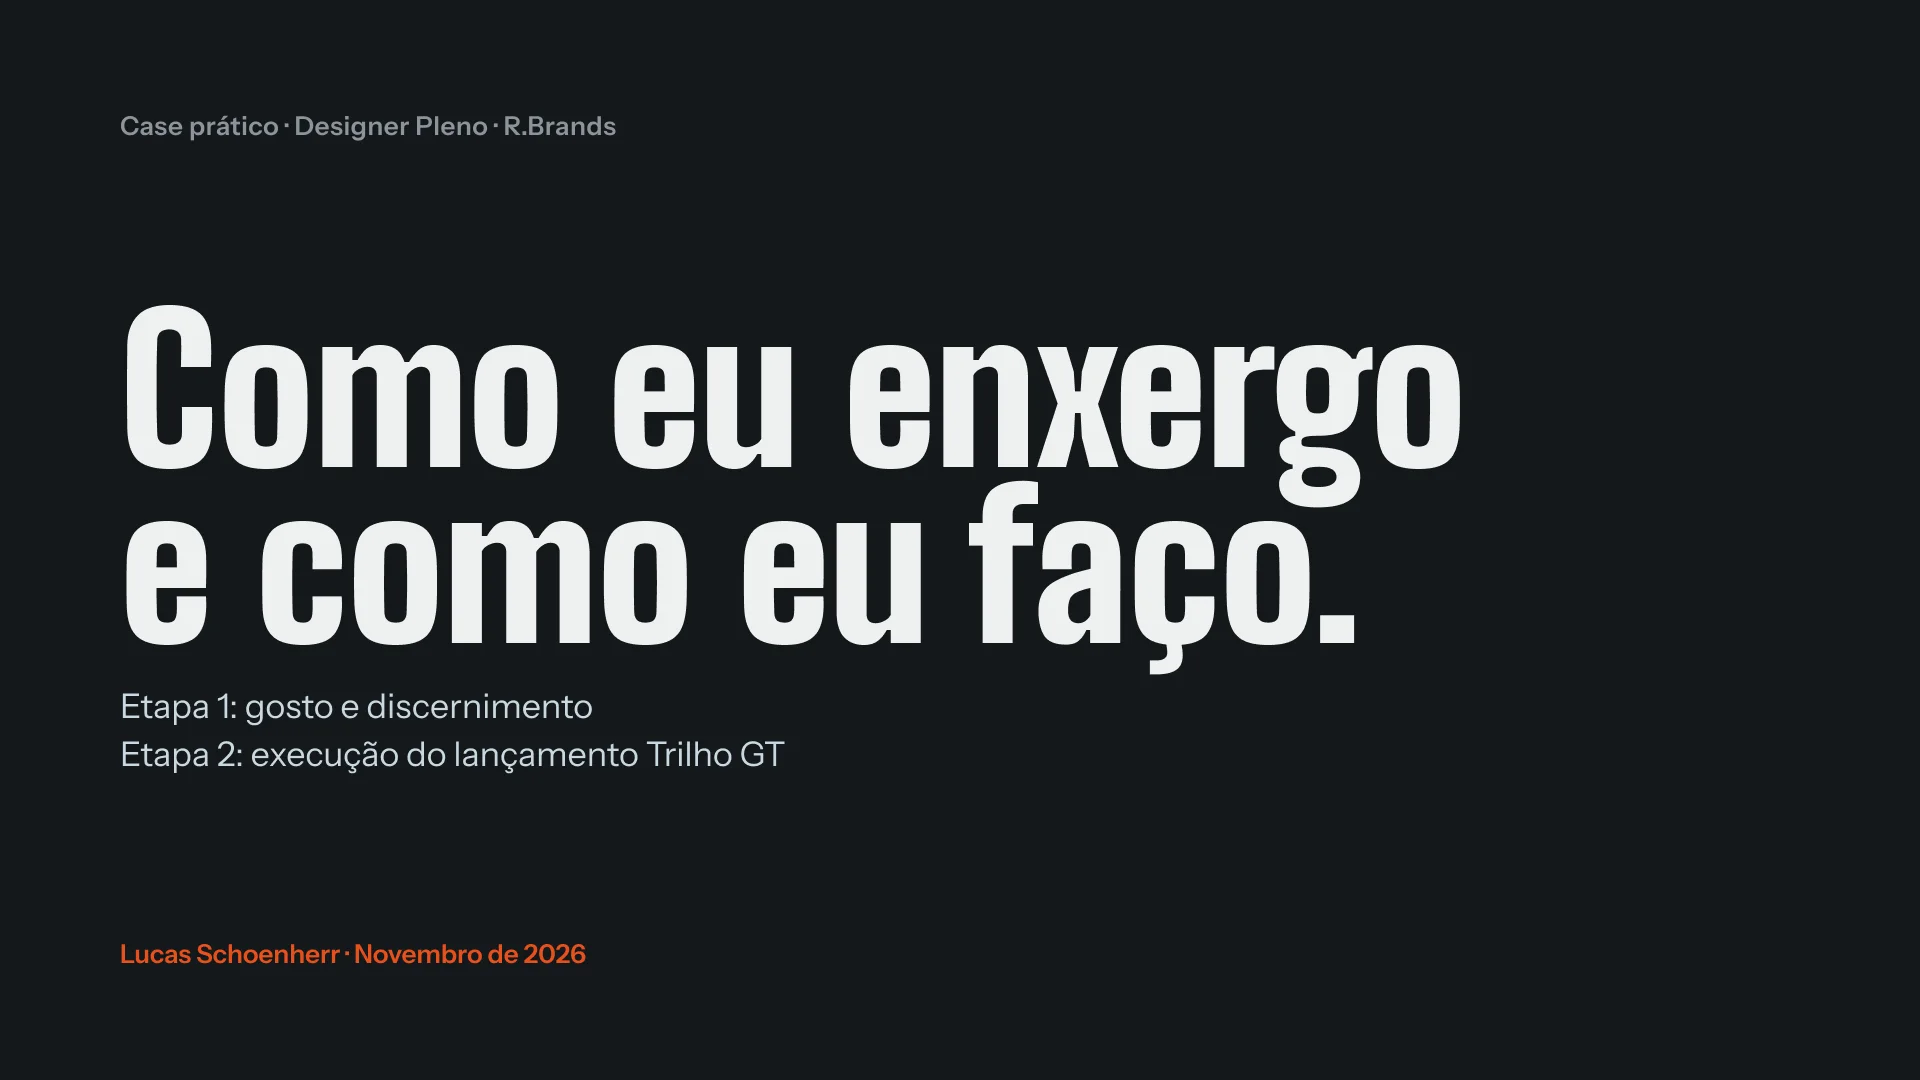 Case prático · Designer Pleno · R.Brands
Como eu enxergo
e como eu faço.
Etapa 1: gosto e discernimento
Etapa 2: execução do lançamento Trilho GT
Lucas Schoenherr · Novembro de 2026